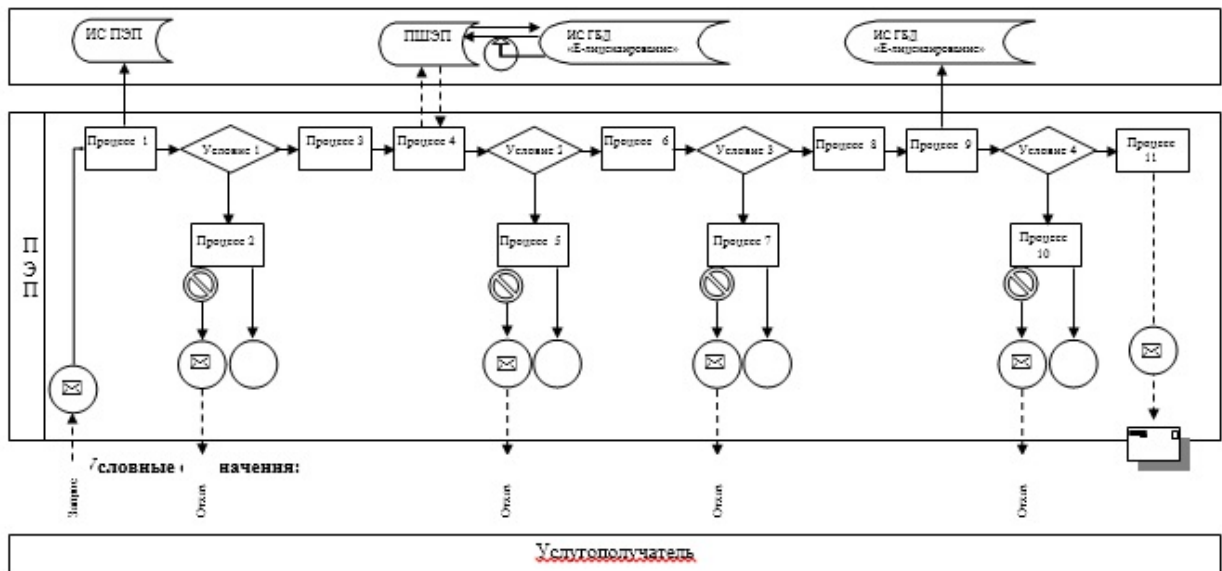 ИС ПЭП
ПШЭП
ИС ГБД
«Е-лицензирование»
ИС ГБД
«Е-лицензирование»
Процесс 1
Условие 1
Процесс 3
Процесс 4
Условие 2
Процесс 6
Условие 3
Процесс 8
Процесс 9
Условие 4
Процесс
11
Процесс 2
Процесс 5
Процесс 7
Процесс
10
П
Э
П
словные начения:
Запрос
Отказ
Отказ
Отказ
Отказ
Услугополучатель